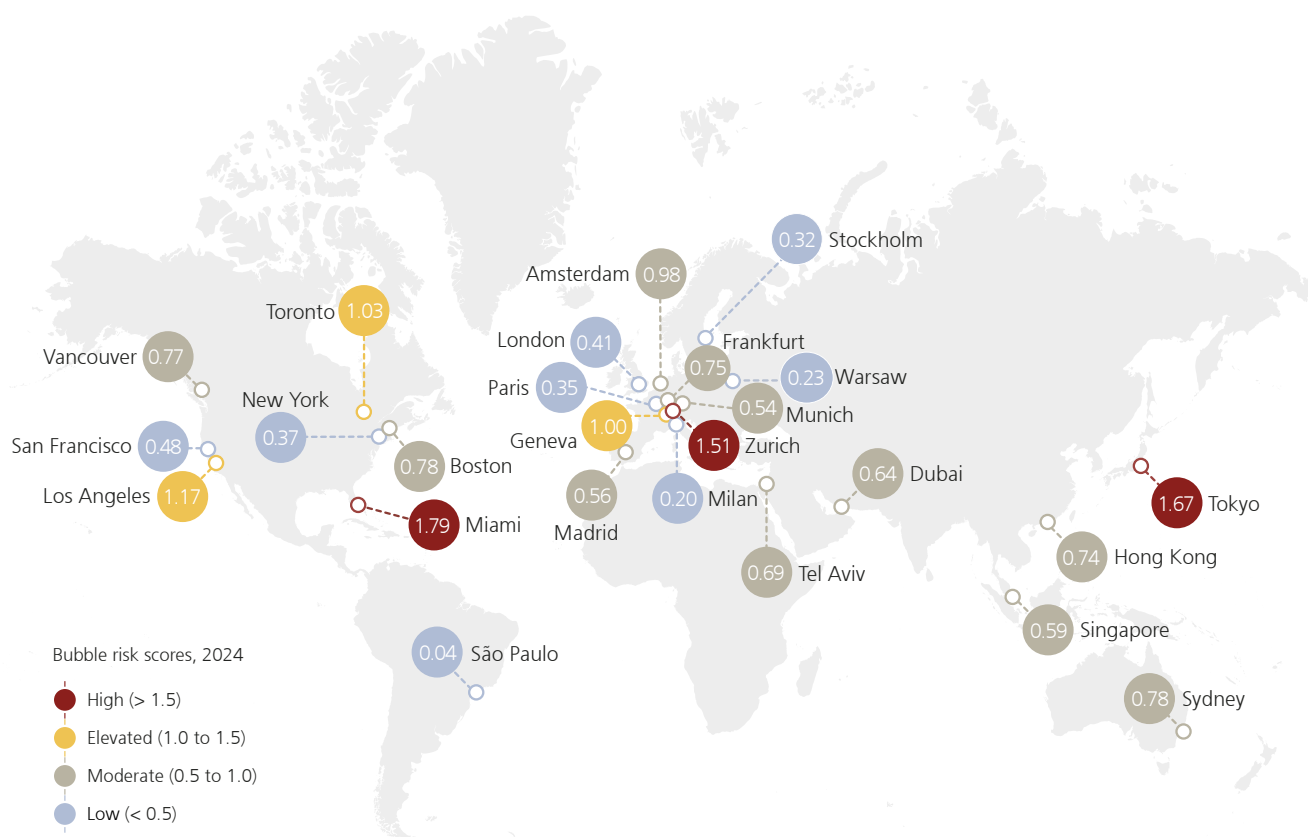 0.32 Stockholm
Amsterdam 0.98
Toronto 1.03
London 0.41
Frankfurt
0.75
Vancouver 0.77
Paris 0.35
0.23 Warsaw
New York
0.37
0.54 Munich
1.00
Geneva
San Francisco 0.48
1.51 Zurich
0.78 Boston
0.64 Dubai
Los Angeles 1.17
0.56
Madrid
0.20 Milan
1.67 Tokyo
1.79 Miami
0.74 Hong Kong
0.69 Tel Aviv
0.59 Singapore
0.04 São Paulo
0.78 Sydney
Bubble risk scores, 2024
High (> 1.5)
Elevated (1.0 to 1.5)
Moderate (0.5 to 1.0)
Low (< 0.5)